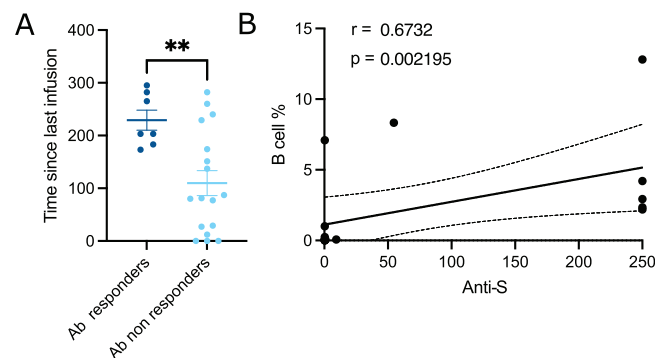 A
B
Time since last infusion
400
300
200
100
0
**
Ab responders
Ab non responders
r = 0.6732
p = 0.002195
B cell %
15
10
5
0
0 50 100 150 200 250
Anti-S